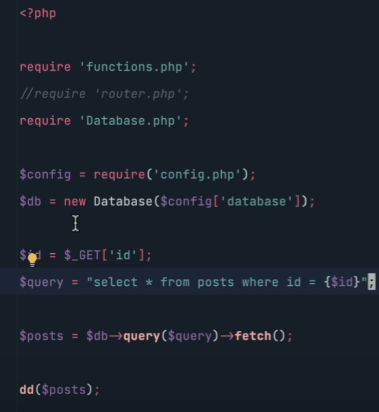 <?php
require 'functions.php';
//require 'router.php';
require 'Database.php';
$config = require('config.php');
$db = new Database($config['database']);
$id = $_GET['id'];
$query = "select * from posts where id = {$id}";
$posts = $db->query($query)->fetch();
dd($posts);